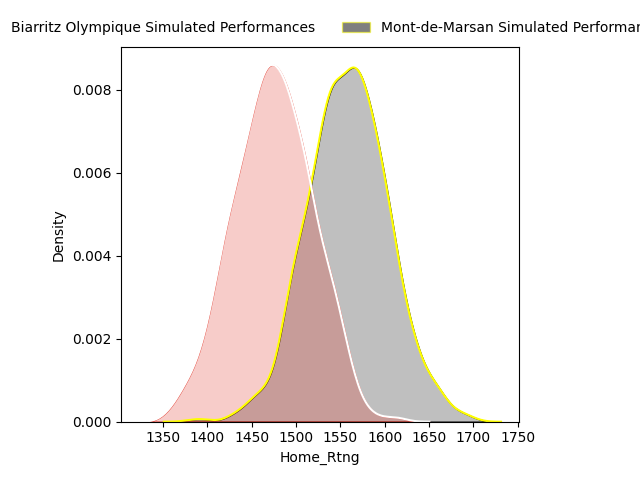 Biarritz Olympique Simulated Performances
Mont-de-Marsan Simulated
0.008
0.006
0.004
0.002
0.000
Density
1350 1400 1450 1500 1550 1600 1650 1700 1750
Home_Rtng